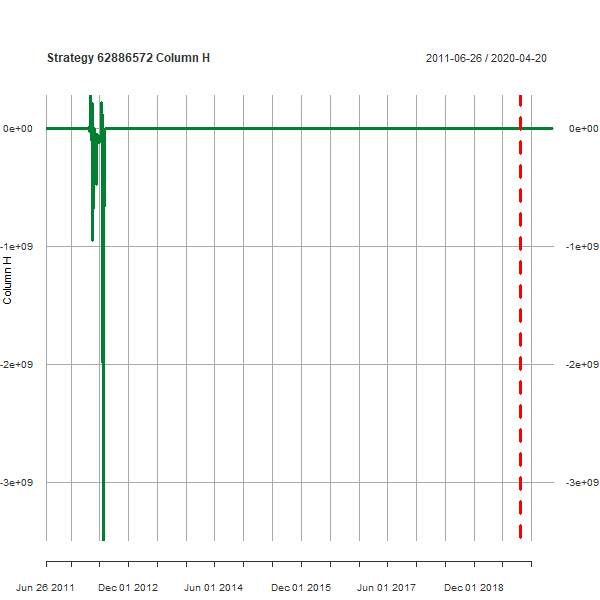 Strategy 62886572 Column H
2011-06-26 / 2020-04-20
0e+00
0e+00
-1e+09
-1e+09
Column H
-2e+09
-2e+09
-3e+09
-3e+09
Jun 26 2011
Dec 01 2012
Jun 01 2014
Dec 01 2015
Jun 01 2017
Dec 01 2018